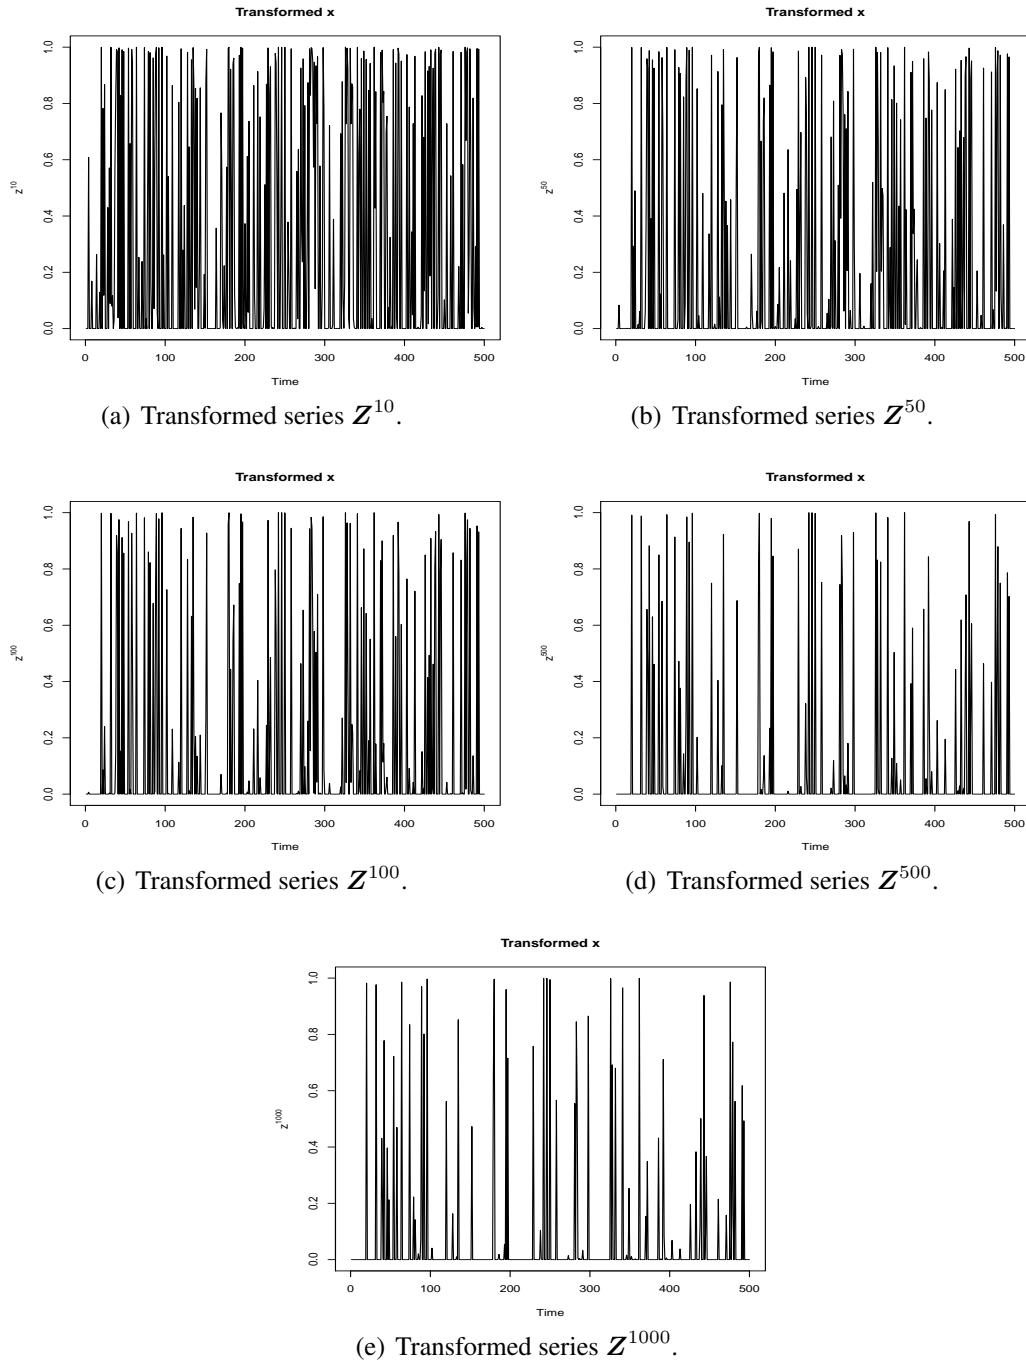 Transformed x
Z^10
0.0 0.2 0.4 0.6 0.8 1.0
0 100 200 300 400 500
Time
(a) Transformed series Z^10.
Transformed x
Z^50
0.0 0.2 0.4 0.6 0.8 1.0
0 100 200 300 400 500
Time
(b) Transformed series Z^50.
Transformed x
Z^100
0.0 0.2 0.4 0.6 0.8 1.0
0 100 200 300 400 500
Time
(c) Transformed series Z^100.
Transformed x
Z^500
0.0 0.2 0.4 0.6 0.8 1.0
0 100 200 300 400 500
Time
(d) Transformed series Z^500.
Transformed x
Z^1000
0.0 0.2 0.4 0.6 0.8 1.0
0 100 200 300 400 500
Time
(e) Transformed series Z^1000.